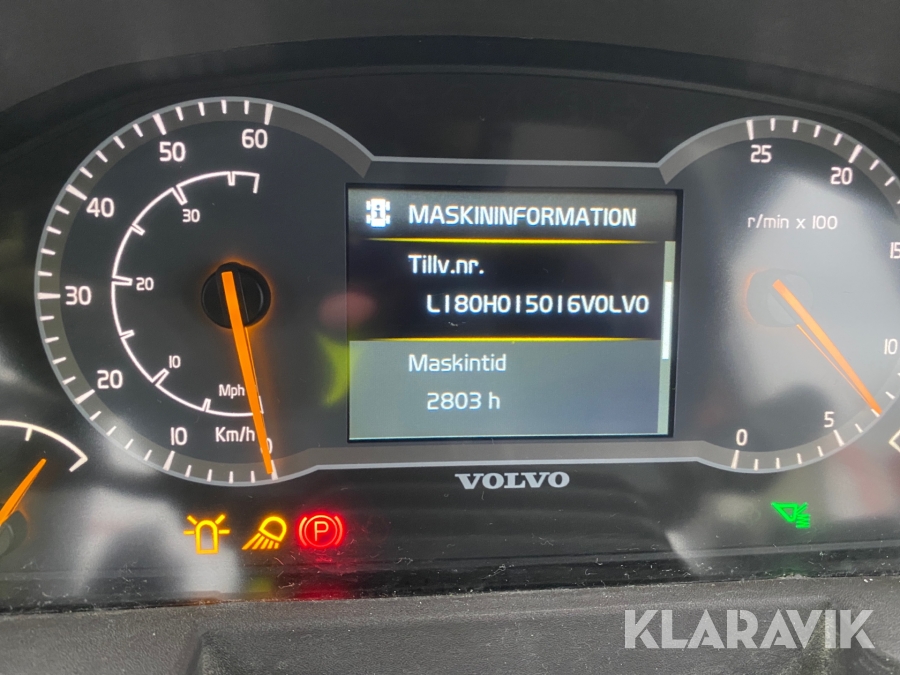 MASKININFORMATION
Tillv.nr.
L180H015016VOLVO
Maskintid
2803 h
10
20
30
40
50
60
10
20
30
Mph
Km/h
0
0
5
10
15
20
25
r/min x 100
VOLVO
P
KLARAVIK